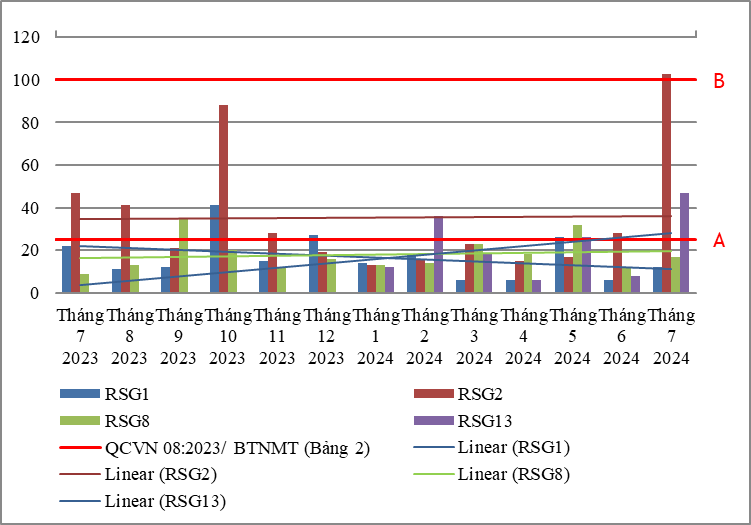 120
100
B
80
60
40
A
20
0
Tháng Tháng Tháng Tháng Tháng Tháng Tháng Tháng Tháng Tháng Tháng Tháng Tháng
7 8 9 10 11 12 1 2 3 4 5 6 7
2023 2023 2023 2023 2023 2023 2024 2024 2024 2024 2024 2024 2024
RSG1 RSG2
RSG8 RSG13
QCVN 08:2023/ BTNMT (Bảng 2) Linear (RSG1)
Linear (RSG2) Linear (RSG8)
Linear (RSG13)